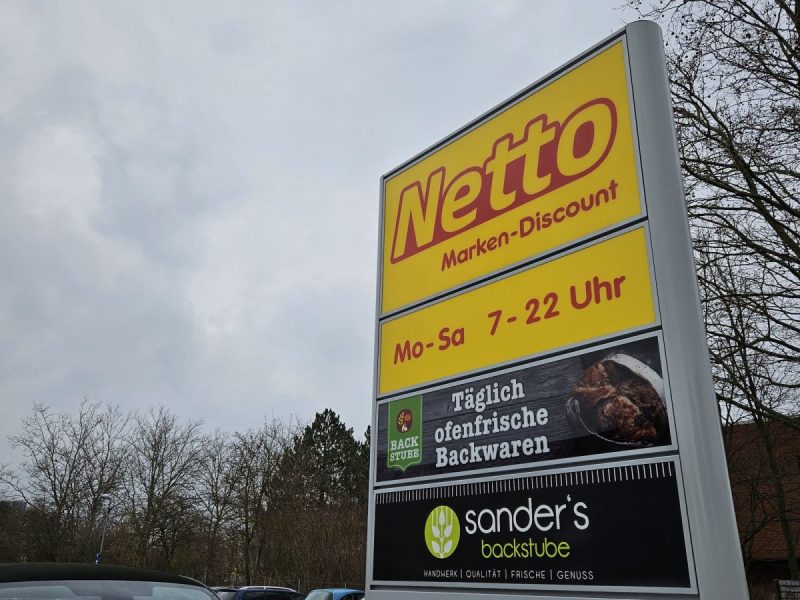 Netto
Marken-Discount
Mo-Sa 7-22 Uhr
BACK
STUBE
Täglich
ofenfrische
Backwaren
sander's
backstube
HANDWERK | QUALITÄT | FRISCHE | GENUSS